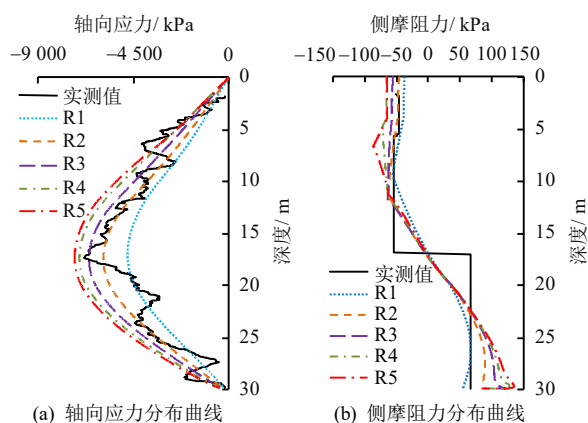 轴向应力/ kPa
-9 000 -4 500 0
0
5
10
15
20
25
30
深度/ m
实测值
R1
R2
R3
R4
R5
(a) 轴向应力分布曲线
侧摩阻力/ kPa
-150 -100 -50 0 50 100 150
0
5
10
15
20
25
30
深度/ m
实测值
R1
R2
R3
R4
R5
(b) 侧摩阻力分布曲线